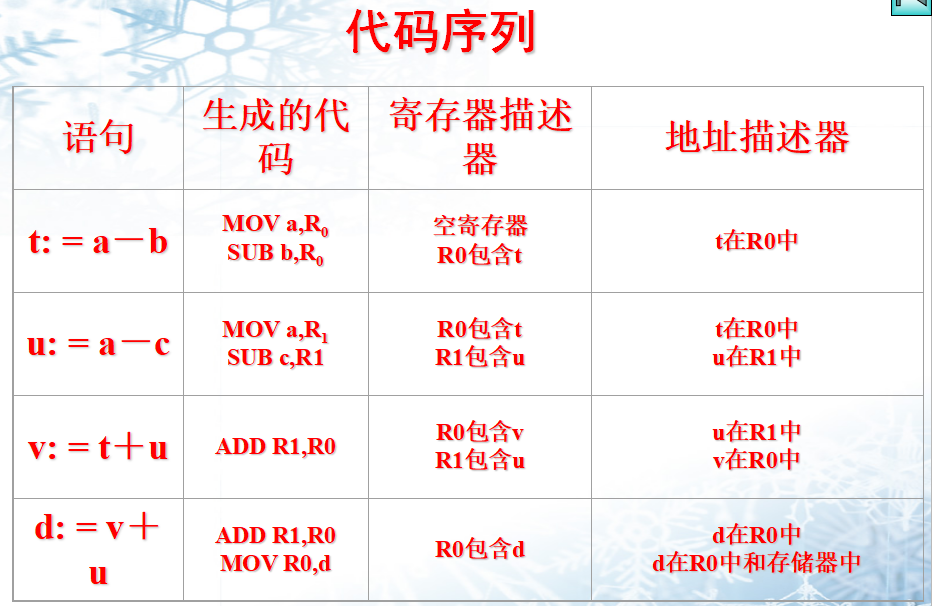 代码序列
语句
生成的代
码
寄存器描述
器
地址描述器
t: = a－b
MOV a,R0
SUB b,R0
空寄存器
R0包含t
t在R0中
u: = a－c
MOV a,R1
SUB c,R1
R0包含t
R1包含u
t在R0中
u在R1中
v: = t＋u
ADD R1,R0
R0包含v
R1包含u
u在R1中
v在R0中
d: = v＋
u
ADD R1,R0
MOV R0,d
R0包含d
d在R0中
d在R0中和存储器中